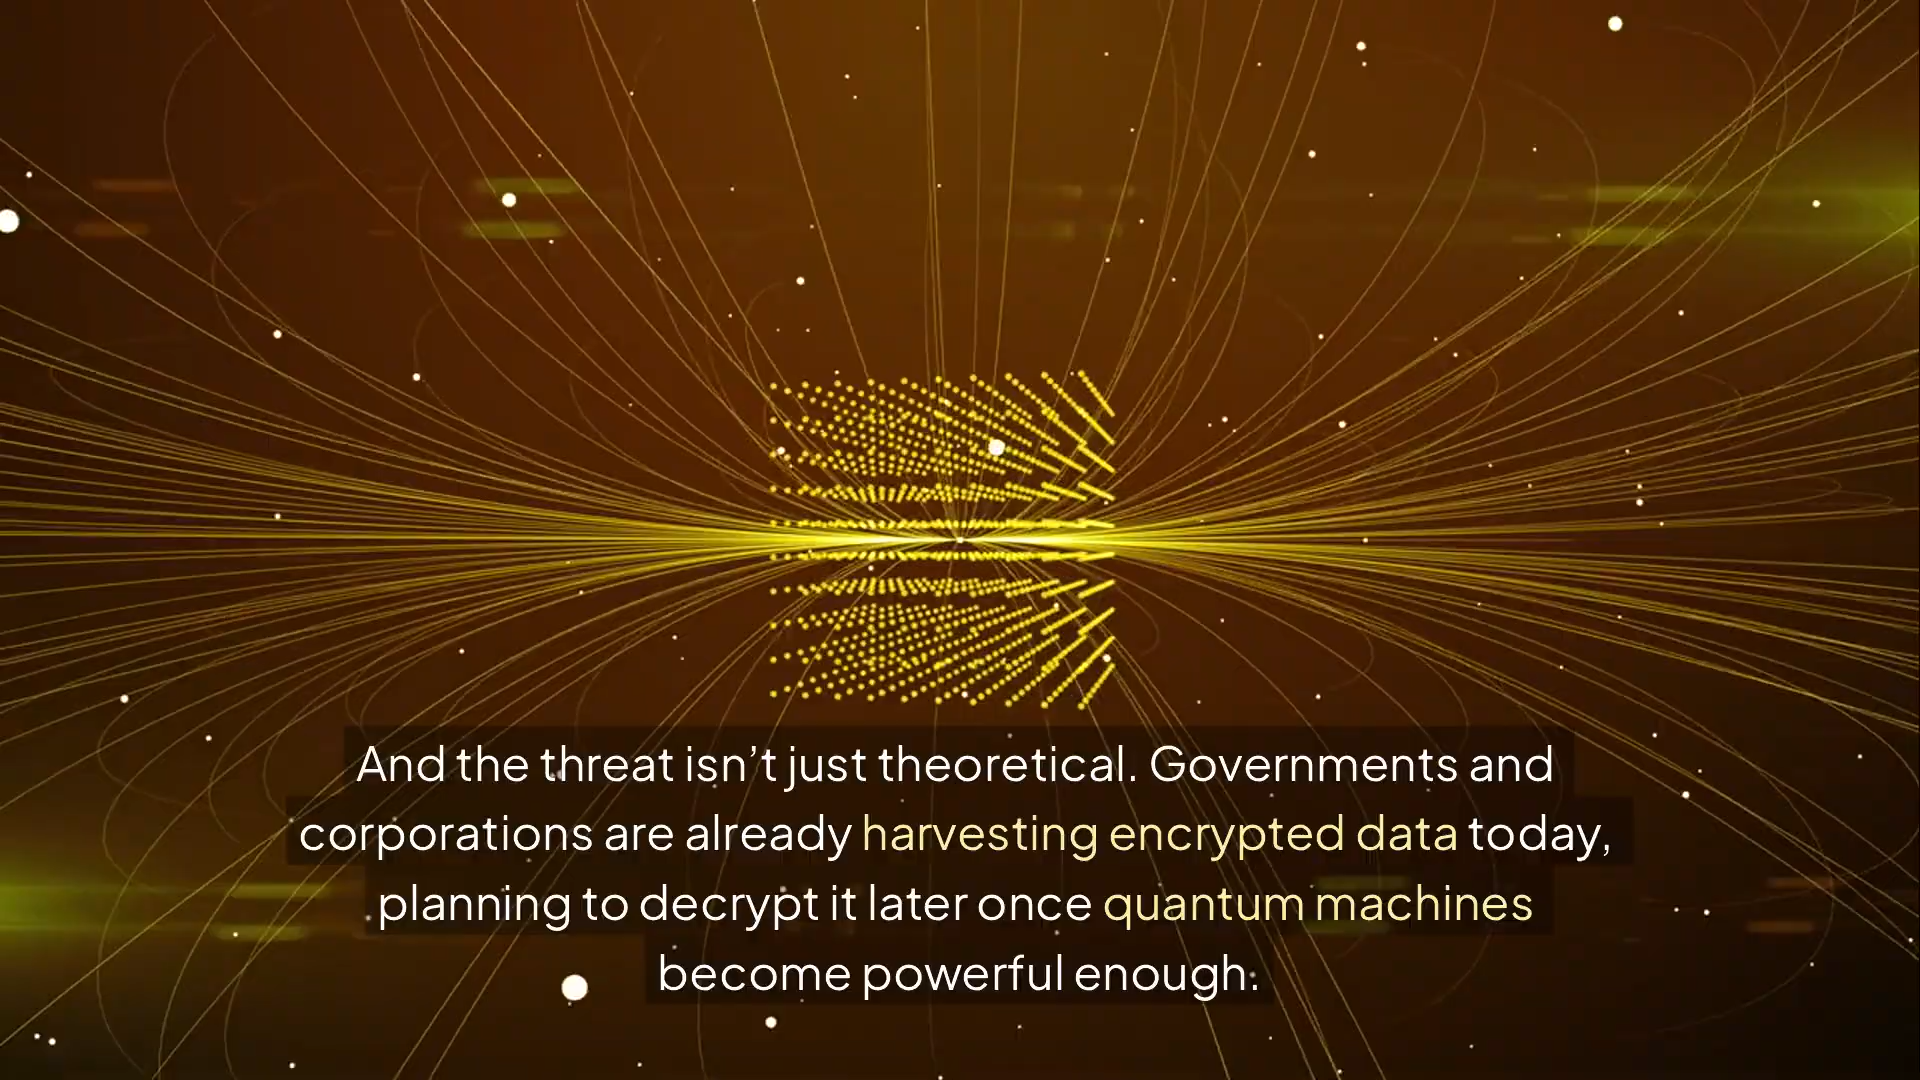 And the threat isn’t just theoretical. Governments and
corporations are already harvesting encrypted data today,
planning to decrypt it later once quantum machines
become powerful enough.